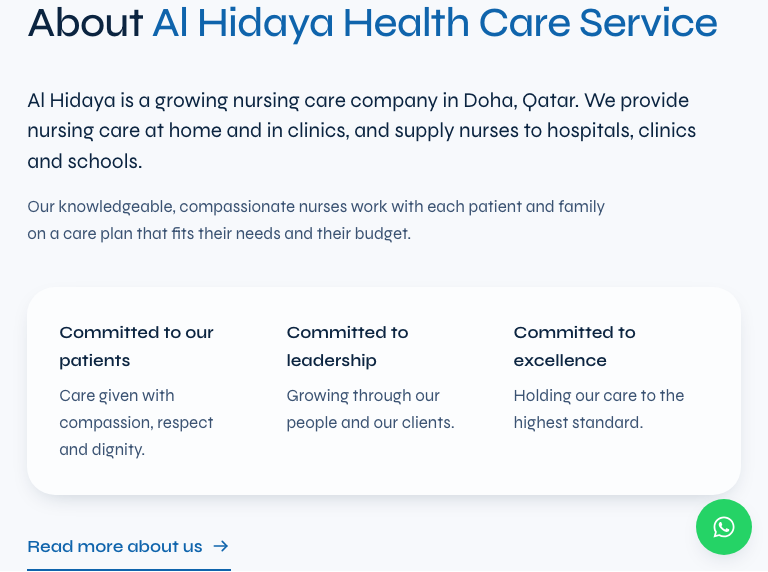 About Al Hidaya Health Care Service
Al Hidaya is a growing nursing care company in Doha, Qatar. We provide
nursing care at home and in clinics, and supply nurses to hospitals, clinics
and schools.
Our knowledgeable, compassionate nurses work with each patient and family
on a care plan that fits their needs and their budget.
Committed to our
patients
Care given with
compassion, respect
and dignity.
Committed to
leadership
Growing through our
people and our clients.
Committed to
excellence
Holding our care to the
highest standard.
Read more about us